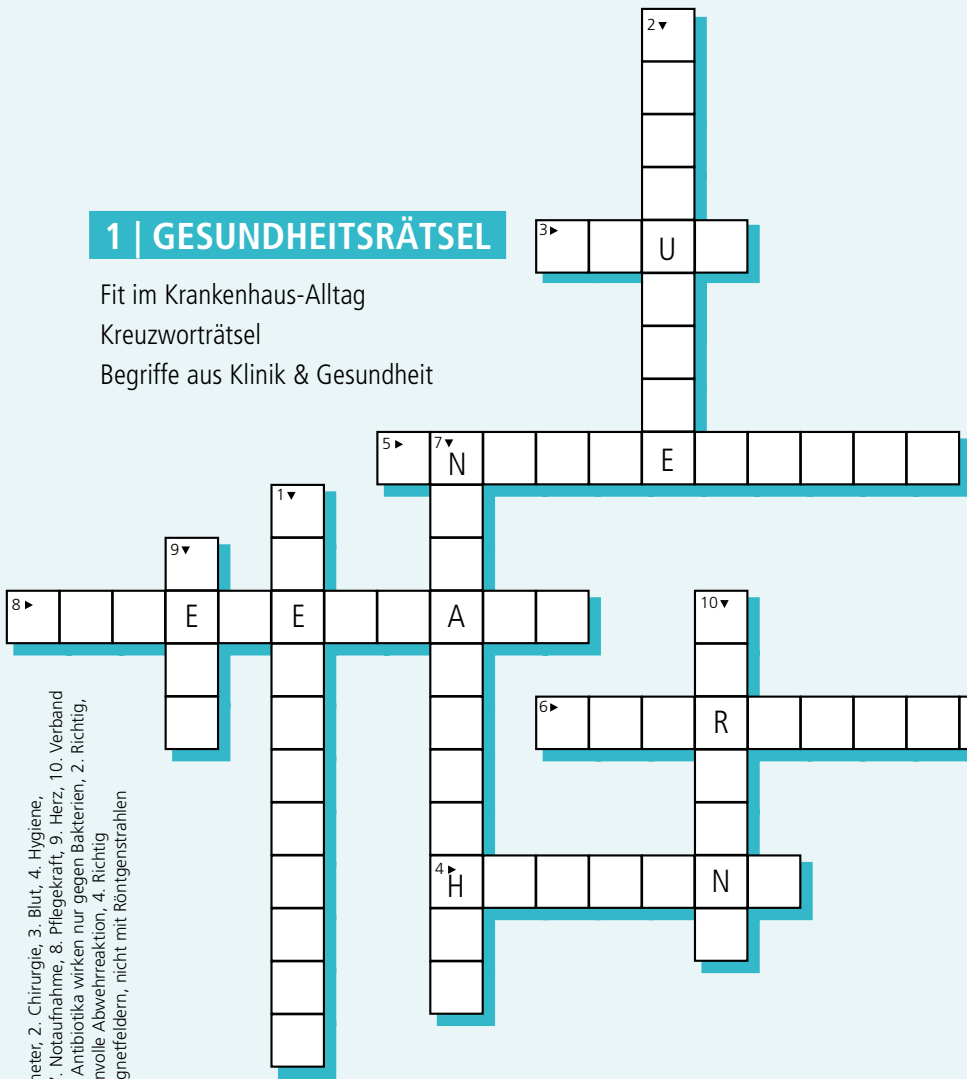 2▼
1 | GESUNDHEITSRÄTSEL
3► U
Fit im Krankenhaus-Alltag
Kreuzworträtsel
Begriffe aus Klinik & Gesundheit
5► 7▼ N E
1▼
9▼
8► E E A
10▼
6► R
4► H N
neter, 2. Chirurgie, 3. Blut, 4. Hygiene,
7. Notaufnahme, 8. Pflegekraft, 9. Herz, 10. Verband
Antibiotika wirken nur gegen Bakterien, 2. Richtig,
nvolle Abwehrreaktion, 4. Richtig
gnetfeldern, nicht mit Röntgenstrahlen